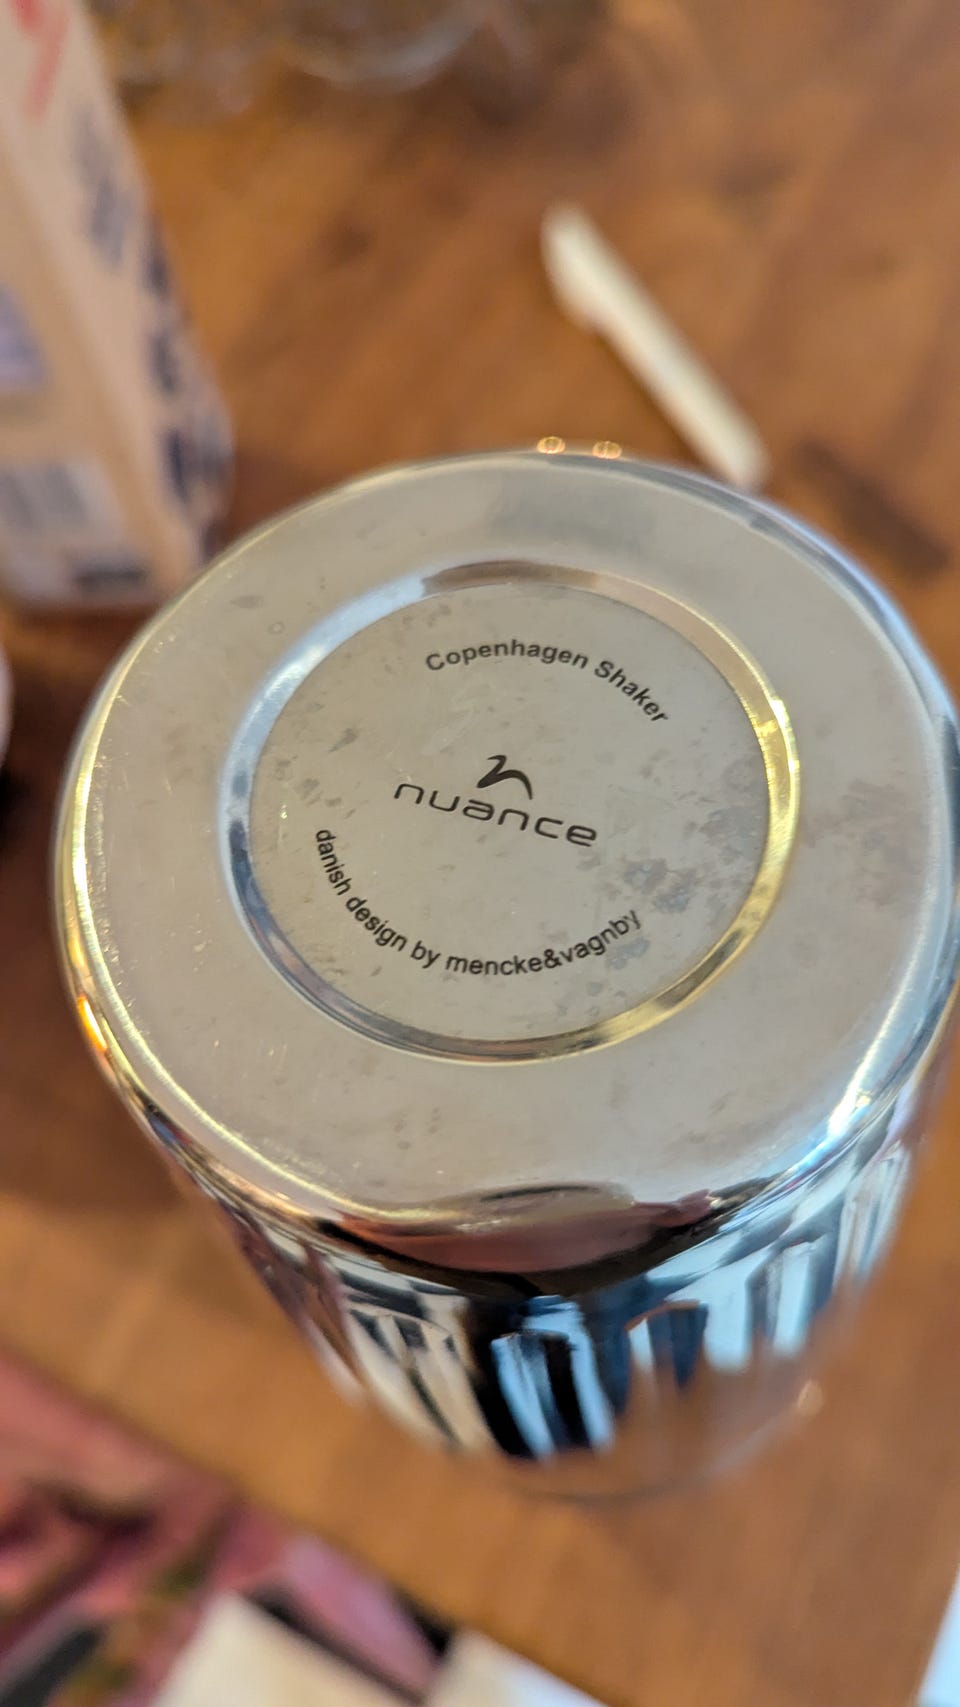 Copenhagen Shaker
nuance
danish design by mencke&vagnby